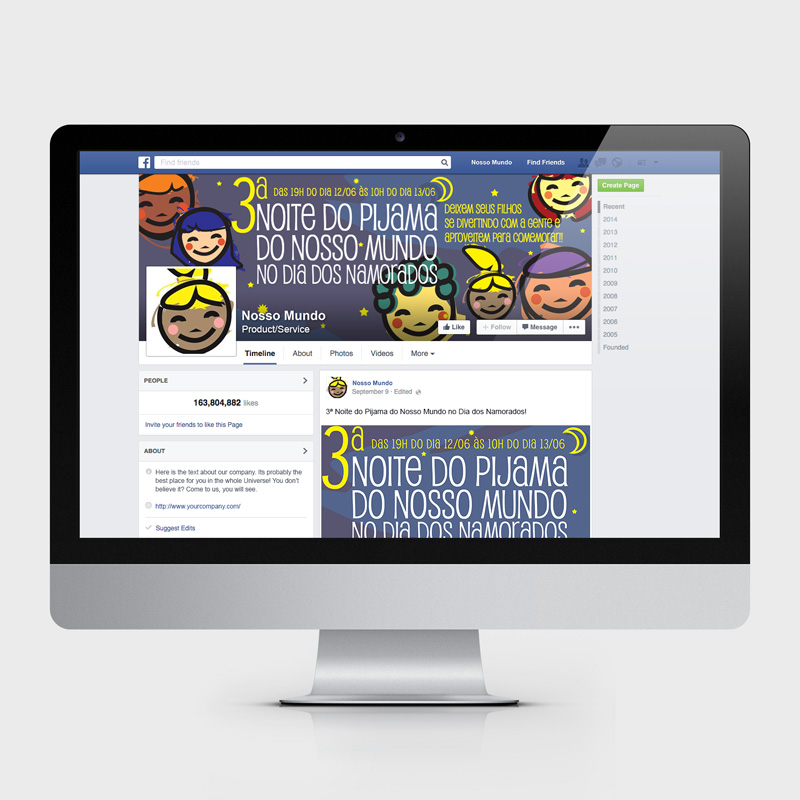 Find friends
Nosso Mundo
Find Friends
3ª DAS 19H DO DIA 12/06 ÀS 10H DO DIA 13/06
NOITE DO PIJAMA
DO NOSSO MUNDO
NO DIA DOS NAMORADOS
DEIXEM SEUS FILHOS
SE DIVERTINDO COM A GENTE E
APROVEITEM PARA COMEMORAR!!
Nosso Mundo
Product/Service
Like
+ Follow
Message
Timeline
About
Photos
Videos
More
Create Page
Recent
2014
2013
2012
2011
2010
2009
2008
2007
2006
2005
Founded
PEOPLE
163,804,882 likes
Invite your friends to like this Page
ABOUT
Here is the text about our company. Its probably the
best place for you in the whole Universe! You don't
believe it? Come to us, you will see.
http://www.yourcompany.com/
Suggest Edits
Nosso Mundo
September 9 · Edited
3ª Noite do Pijama do Nosso Mundo no Dia dos Namorados!
3ª DAS 19H DO DIA 12/06 ÀS 10H DO DIA 13/06
NOITE DO PIJAMA
DO NOSSO MUNDO
NO DIA DOS NAMORADOS